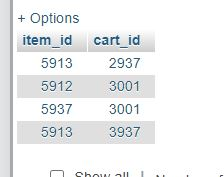 + Options
item_id cart_id
5913 2937
5912 3001
5937 3001
5913 3937
Show all